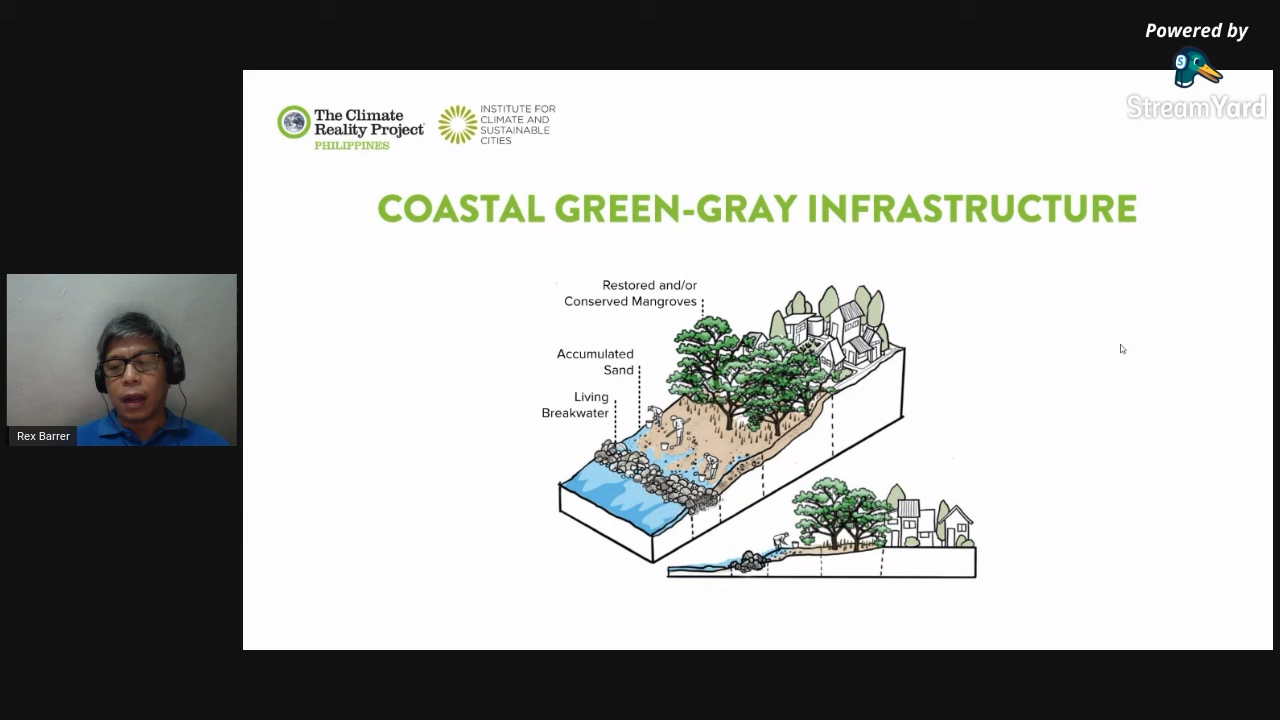 Powered by
StreamYard
The Climate
Reality Project
PHILIPPINES
INSTITUTE FOR
CLIMATE AND
SUSTAINABLE
CITIES
COASTAL GREEN-GRAY INFRASTRUCTURE
Restored and/or
Conserved Mangroves
Accumulated
Sand
Living
Breakwater
Rex Barrer